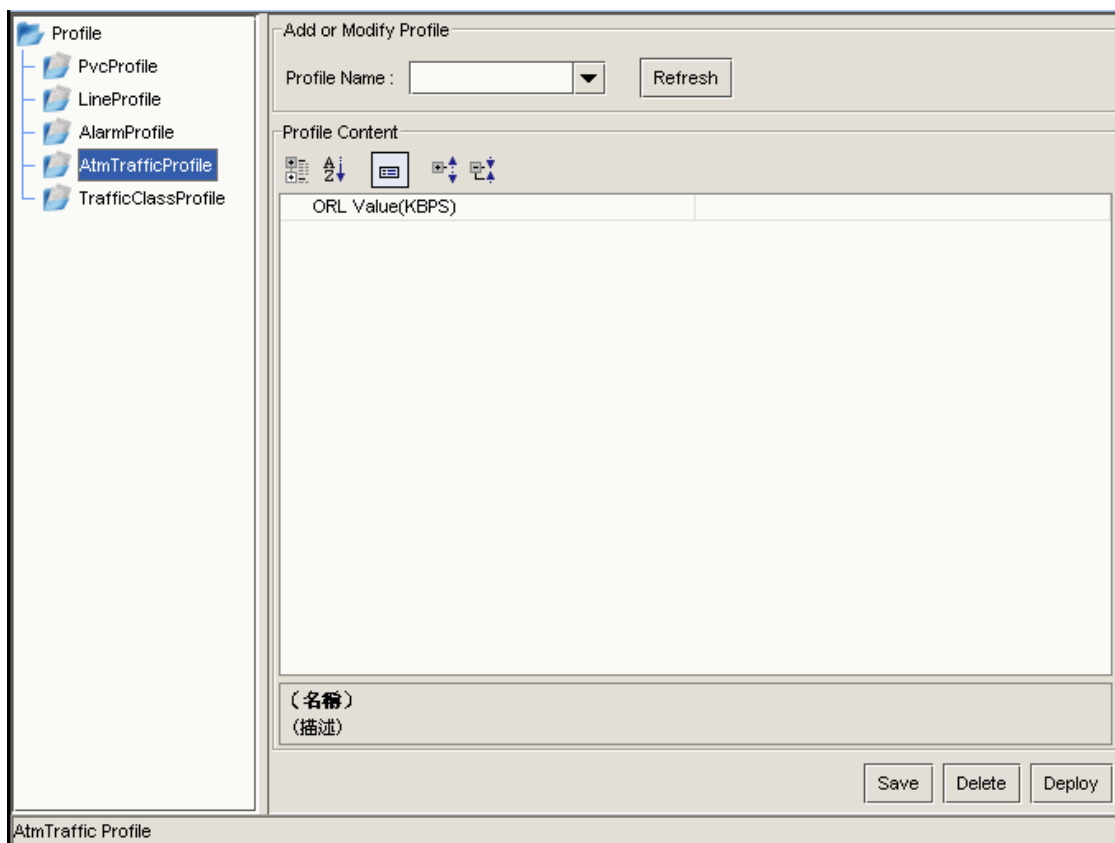 Profile
PvcProfile
LineProfile
AlarmProfile
AtmTrafficProfile
TrafficClassProfile
Add or Modify Profile
Profile Name :
Refresh
Profile Content
ORL Value(KBPS)
(名稱)
(描述)
Save
Delete
Deploy
AtmTraffic Profile